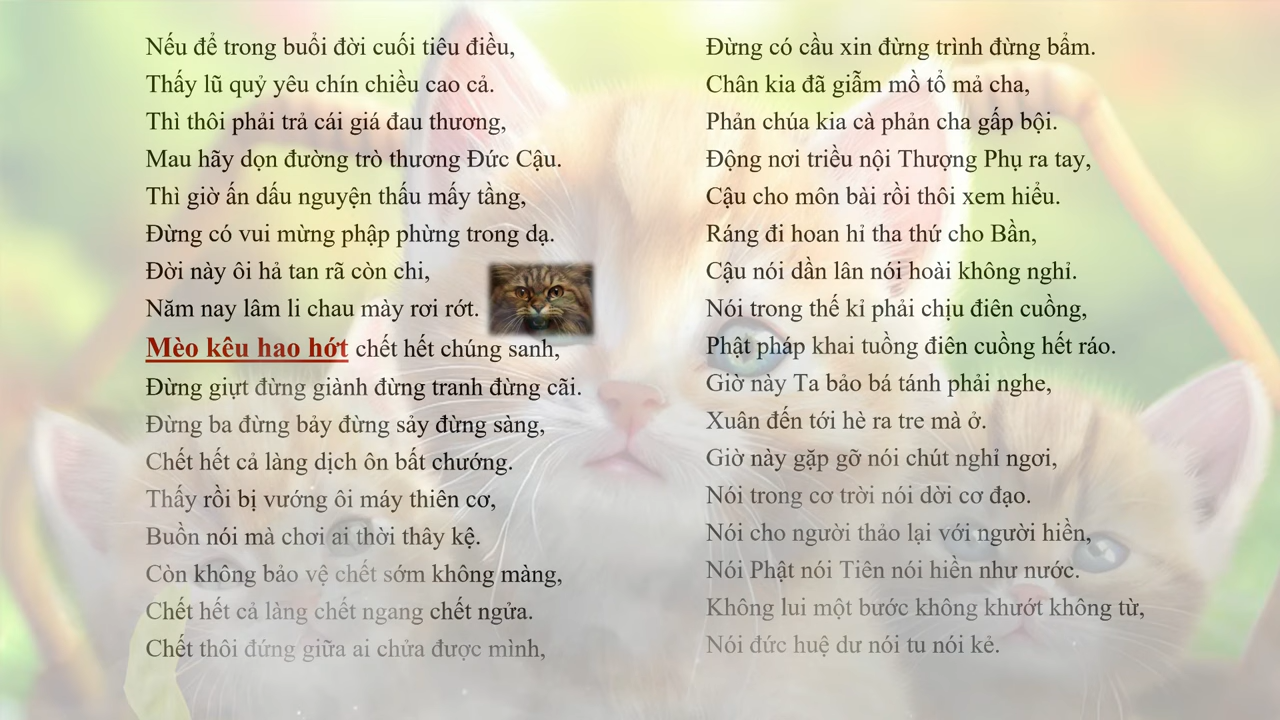 Nếu để trong buổi đời cuối tiêu điều,
Thấy lũ quỷ yêu chín chiều cao cả.
Thì thôi phải trả cái giá đau thương,
Mau hãy dọn đường trò thương Đức Cậu.
Thì giờ ấn dấu nguyện thấu mấy tầng,
Đừng có vui mừng phập phừng trong dạ.
Đời này ôi hả tan rã còn chi,
Năm nay lâm li chau mày rơi rớt.
Mèo kêu hao hớt chết hết chúng sanh,
Đừng giựt đừng giành đừng tranh đừng cãi.
Đừng ba đừng bảy đừng sảy đừng sàng,
Chết hết cả làng dịch ôn bất chướng.
Thấy rồi bị vướng ôi máy thiên cơ,
Buồn nói mà chơi ai thời thây kệ.
Còn không bảo vệ chết sớm không màng,
Chết hết cả làng chết ngang chết ngửa.
Chết thôi đứng giữa ai chửa được mình,
Đừng có cầu xin đừng trình đừng bẩm.
Chân kia đã giẫm mồ tổ mả cha,
Phản chúa kia cà phản cha gấp bội.
Động nơi triều nội Thượng Phụ ra tay,
Cậu cho môn bài rồi thôi xem hiểu.
Ráng đi hoan hỉ tha thứ cho Bần,
Cậu nói dần lân nói hoài không nghỉ.
Nói trong thế kỉ phải chịu điên cuồng,
Phật pháp khai tuồng điên cuồng hết ráo.
Giờ này Ta bảo bá tánh phải nghe,
Xuân đến tới hè ra tre mà ở.
Giờ này gặp gỡ nói chút nghỉ ngơi,
Nói trong cơ trời nói dời cơ đạo.
Nói cho người thảo lại với người hiền,
Nói Phật nói Tiên nói hiền như nước.
Không lui một bước không khướt không từ,
Nói đức huệ dư nói tu nói kẻ.